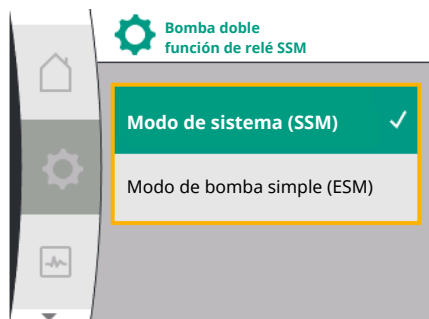 Bomba doble
función de relé SSM
Modo de sistema (SSM)
Modo de bomba simple (ESM)